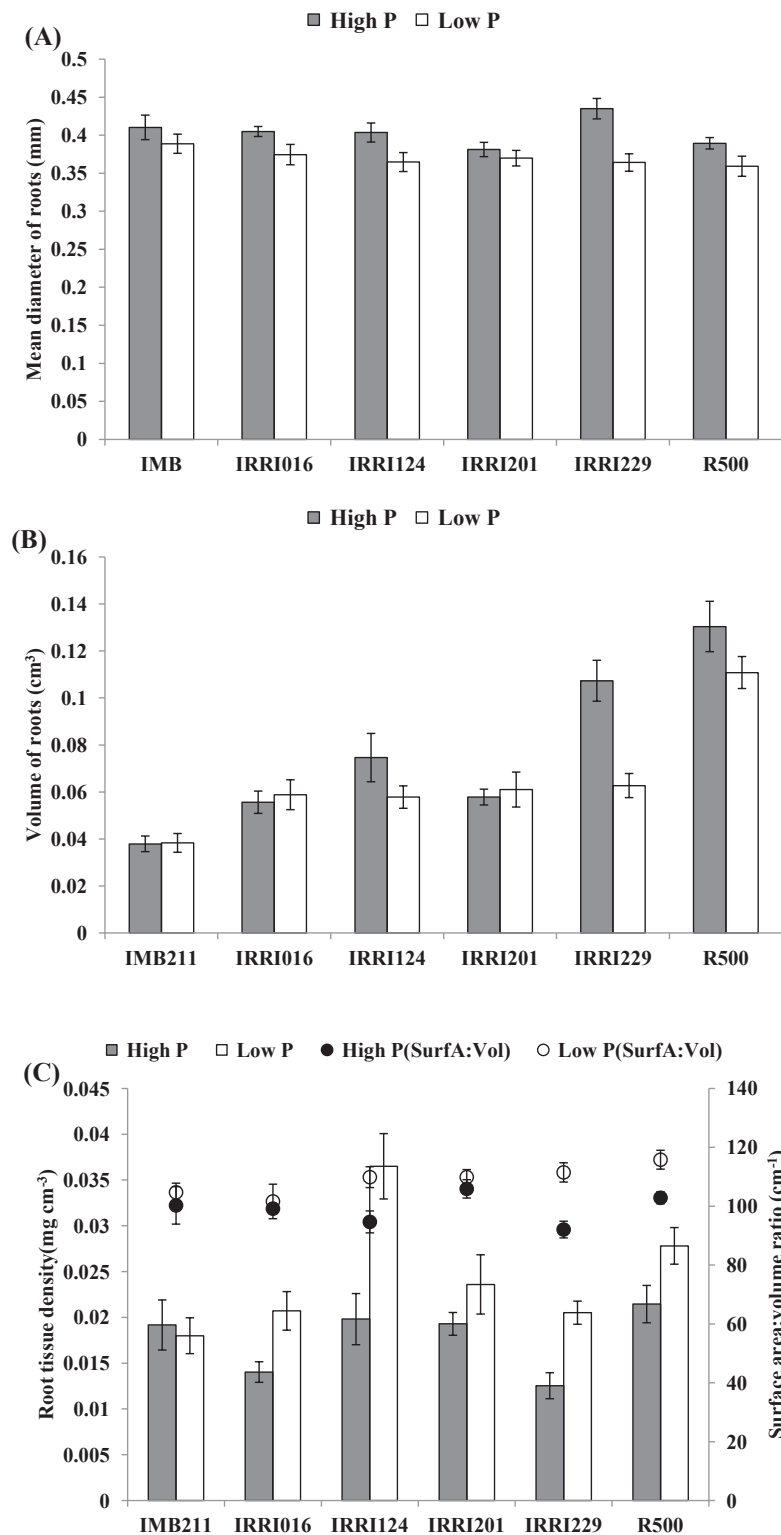 High P Low P
(A)
Mean diameter of roots (mm)
0.5
0.45
0.4
0.35
0.3
0.25
0.2
0.15
0.1
0.05
0
IMB IRRI016 IRRI124 IRRI201 IRRI229 R500
High P Low P
(B)
Volume of roots (cm³)
0.16
0.14
0.12
0.1
0.08
0.06
0.04
0.02
0
IMB211 IRRI016 IRRI124 IRRI201 IRRI229 R500
High P Low P High P(SurfA:Vol) Low P(SurfA:Vol)
(C)
Root tissue density(mg cm⁻³)
0.045
0.04
0.035
0.03
0.025
0.02
0.015
0.01
0.005
0
140
120
100
80
60
40
20
0
Surface area:volume ratio (cm⁻¹)
IMB211 IRRI016 IRRI124 IRRI201 IRRI229 R500